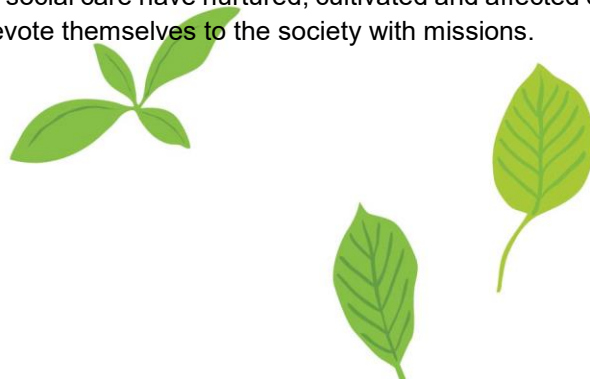 social care have nurtured, cultivated and affected
evote themselves to the society with missions.